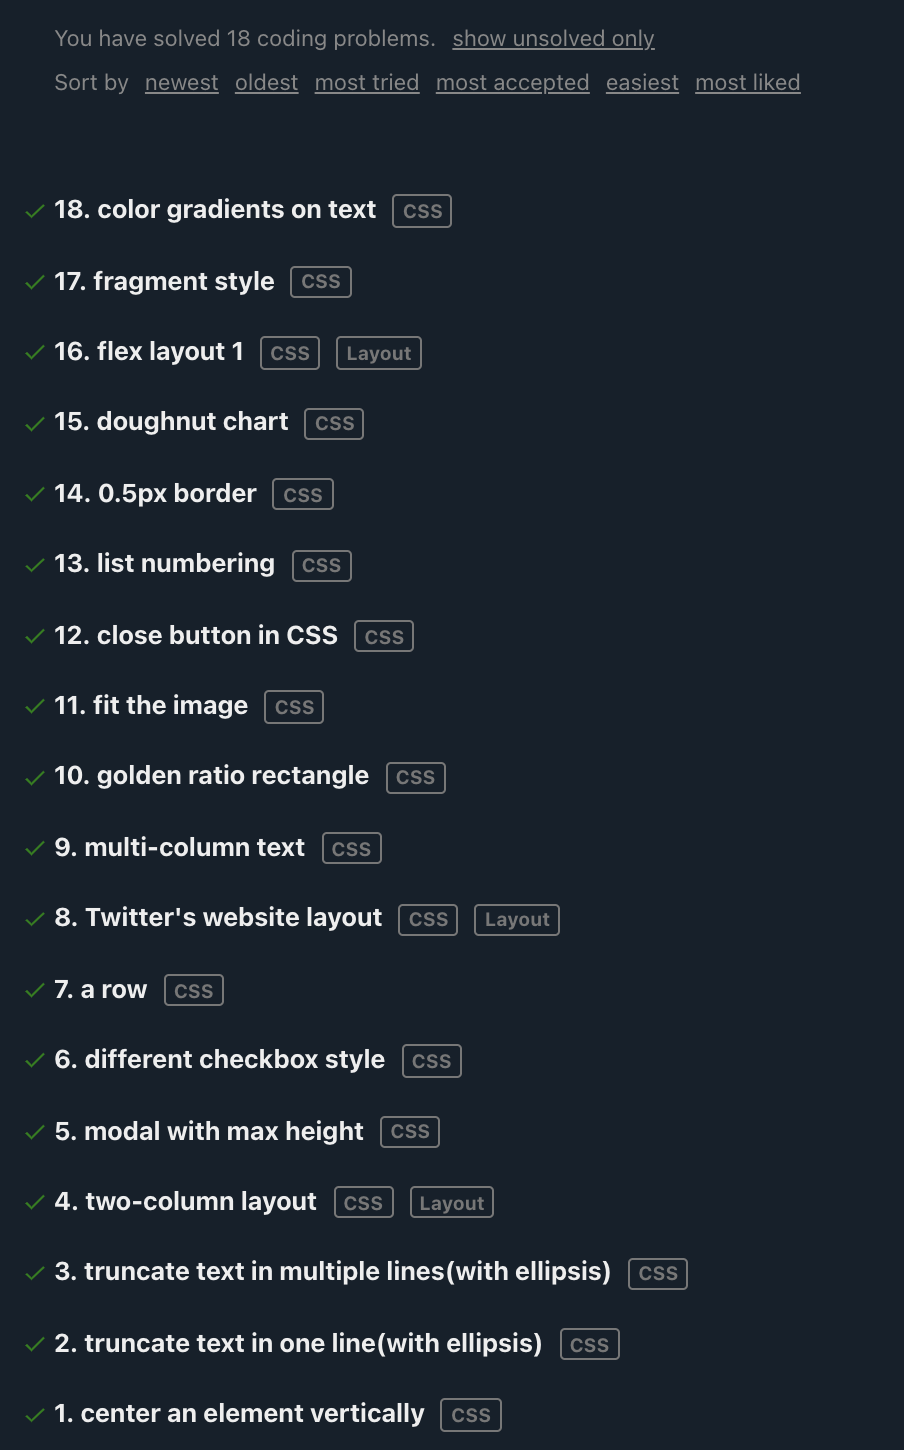 You have solved 18 coding problems. show unsolved only
Sort by newest oldest most tried most accepted easiest most liked
18. color gradients on text CSS
17. fragment style CSS
16. flex layout 1 CSS Layout
15. doughnut chart CSS
14. 0.5px border CSS
13. list numbering CSS
12. close button in CSS CSS
11. fit the image CSS
10. golden ratio rectangle CSS
9. multi-column text CSS
8. Twitter's website layout CSS Layout
7. a row CSS
6. different checkbox style CSS
5. modal with max height CSS
4. two-column layout CSS Layout
3. truncate text in multiple lines(with ellipsis) CSS
2. truncate text in one line(with ellipsis) CSS
1. center an element vertically CSS